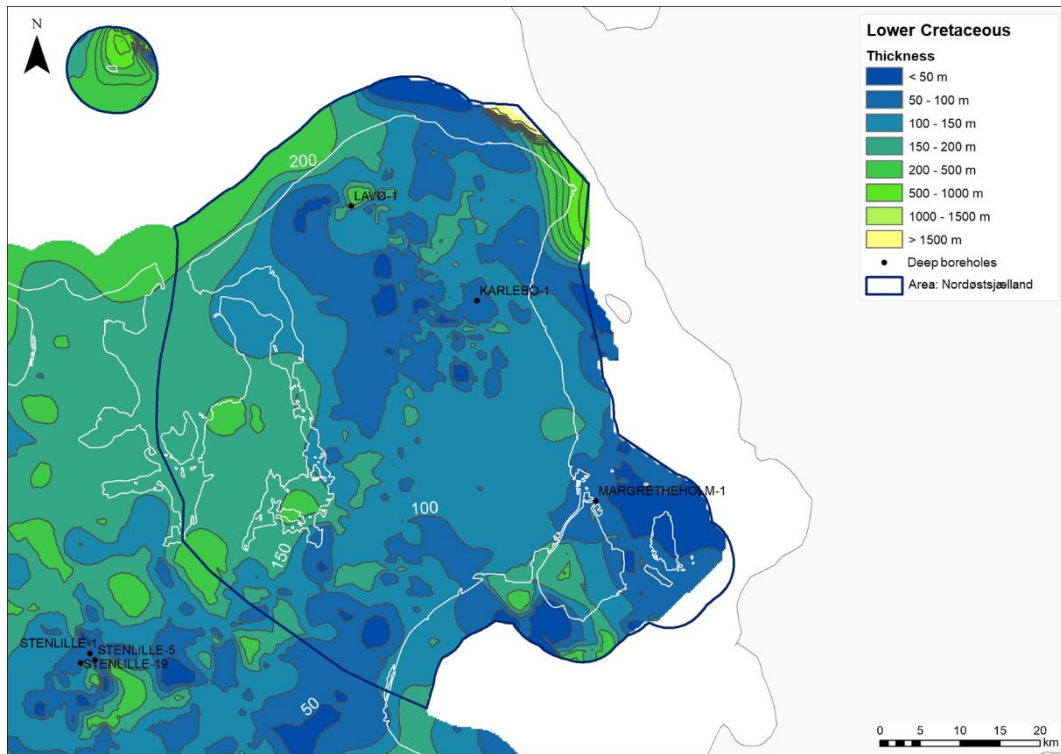 N
Lower Cretaceous
Thickness
< 50 m
50 - 100 m
100 - 150 m
150 - 200 m
200 - 500 m
500 - 1000 m
1000 - 1500 m
> 1500 m
Deep boreholes
Area: Nordøstsjælland
200
LAVØ-1
KARLEBO-1
MARGRETHEHOLM-1
100
150
STENLILLE-1
STENLILLE-5
STENLILLE-19
50
0 5 10 15 20
km